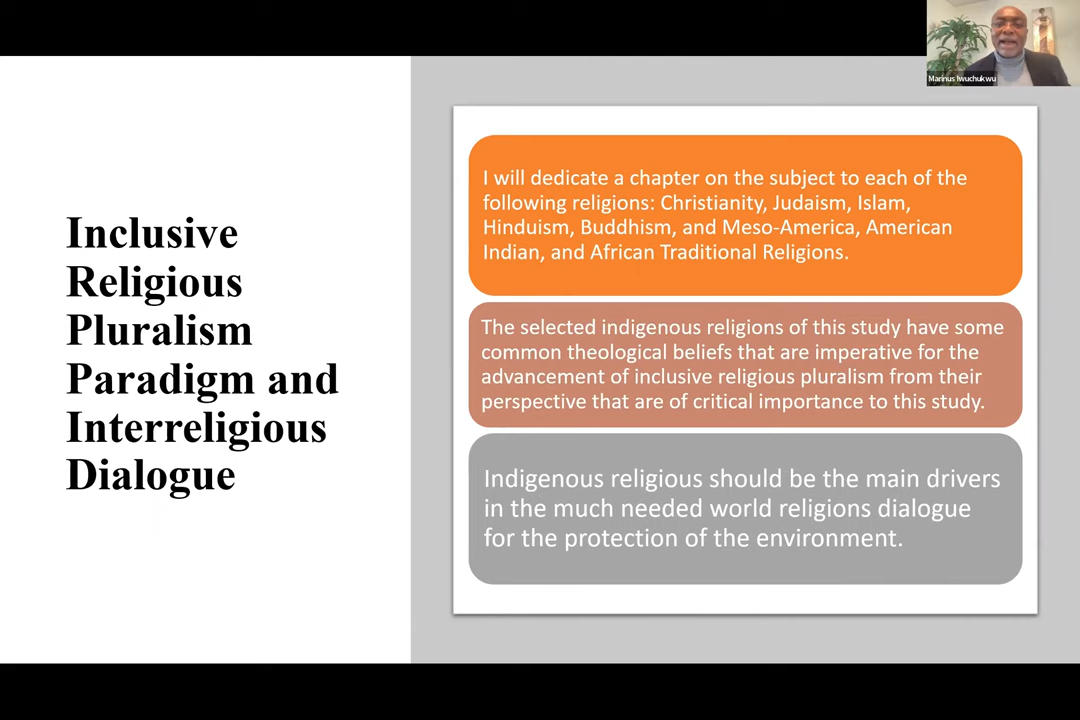 Marinus Iwuchukwu
Inclusive
Religious
Pluralism
Paradigm and
Interreligious
Dialogue
I will dedicate a chapter on the subject to each of the
following religions: Christianity, Judaism, Islam,
Hinduism, Buddhism, and Meso-America, American
Indian, and African Traditional Religions.
The selected indigenous religions of this study have some
common theological beliefs that are imperative for the
advancement of inclusive religious pluralism from their
perspective that are of critical importance to this study.
Indigenous religious should be the main drivers
in the much needed world religions dialogue
for the protection of the environment.